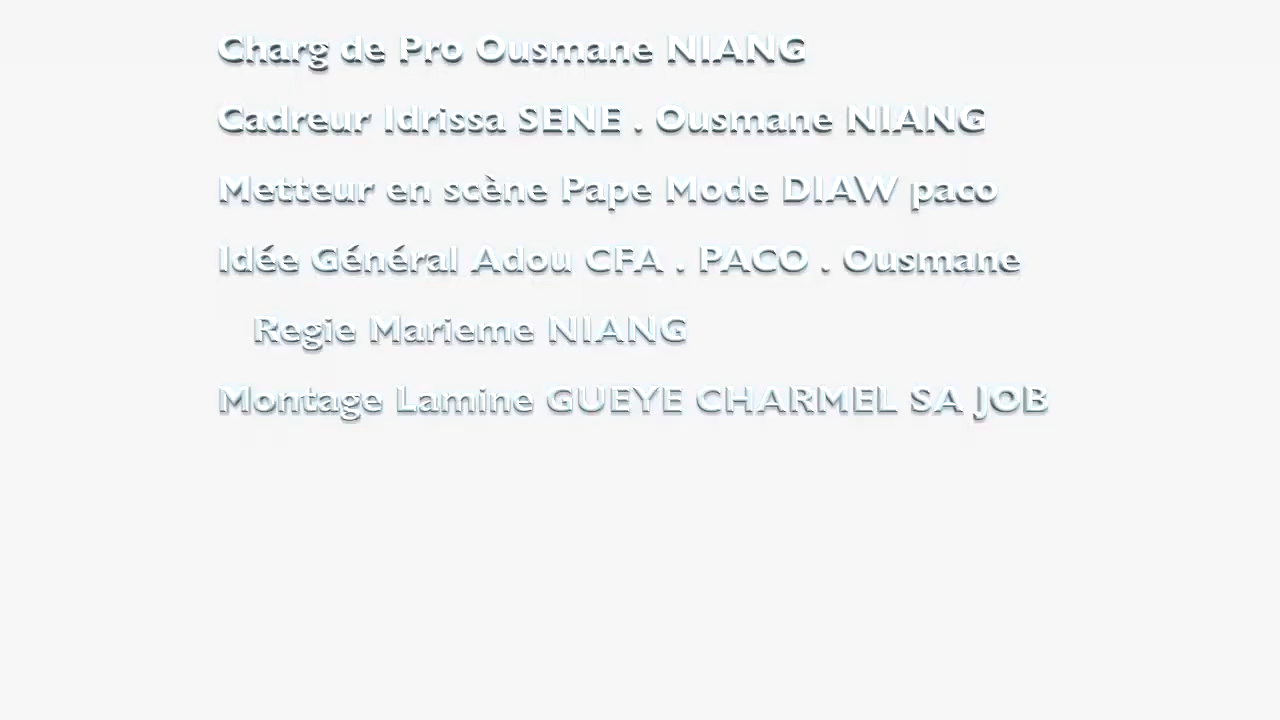 Charg de Pro Ousmane NIANG
Cadreur Idrissa SENE . Ousmane NIANG
Metteur en scène Pape Mode DIAW paco
Idée Général Adou CFA . PACO . Ousmane
Regie Marieme NIANG
Montage Lamine GUEYE CHARMEL SA JOB